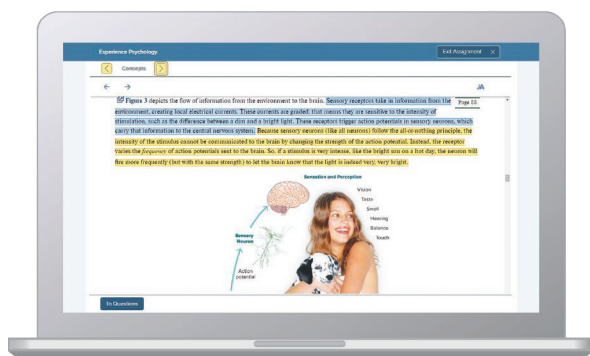 Experience Psychology
Exit Assignment X
Concepts
Figure 3 depicts the flow of information from the environment to the brain. Sensory receptors take in information from the
Page 88
environment, creating local electrical currents. These currents are graded; that means they are sensitive to the intensity of
stimulation, such as the difference between a dim and a bright light. These receptors trigger action potentials in sensory neurons, which
carry that information to the central nervous system. Because sensory neurons (like all neurons) follow the all-or-nothing principle, the
intensity of the stimulus cannot be communicated to the brain by changing the strength of the action potential. Instead, the receptor
varies the frequency of action potentials sent to the brain. So, if a stimulus is very intense, like the bright sun on a hot day, the neuron will
fire more frequently (but with the same strength) to let the brain know that the light is indeed very, very bright.
Sensation and Perception
Vision
Taste
Smell
Hearing
Balance
Touch
Sensory
Neuron
Action
potential
To Questions